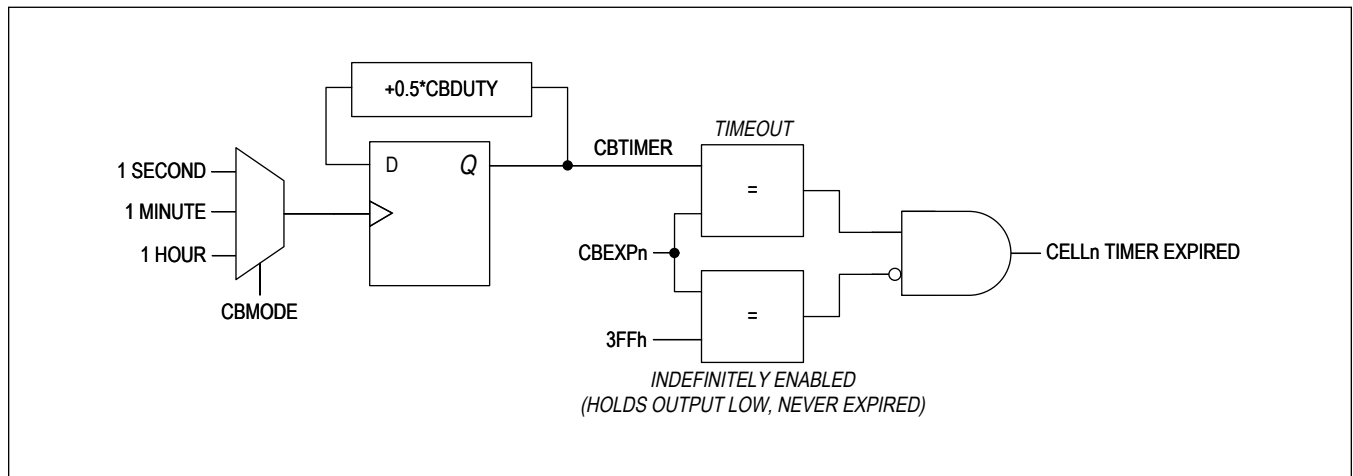 +0.5*CBDUTY
TIMEOUT
D
Q
CBTIMER
1 SECOND
1 MINUTE
1 HOUR
=
CBEXPn
CELLn TIMER EXPIRED
CBMODE
=
3FFh
INDEFINITELY ENABLED
(HOLDS OUTPUT LOW, NEVER EXPIRED)